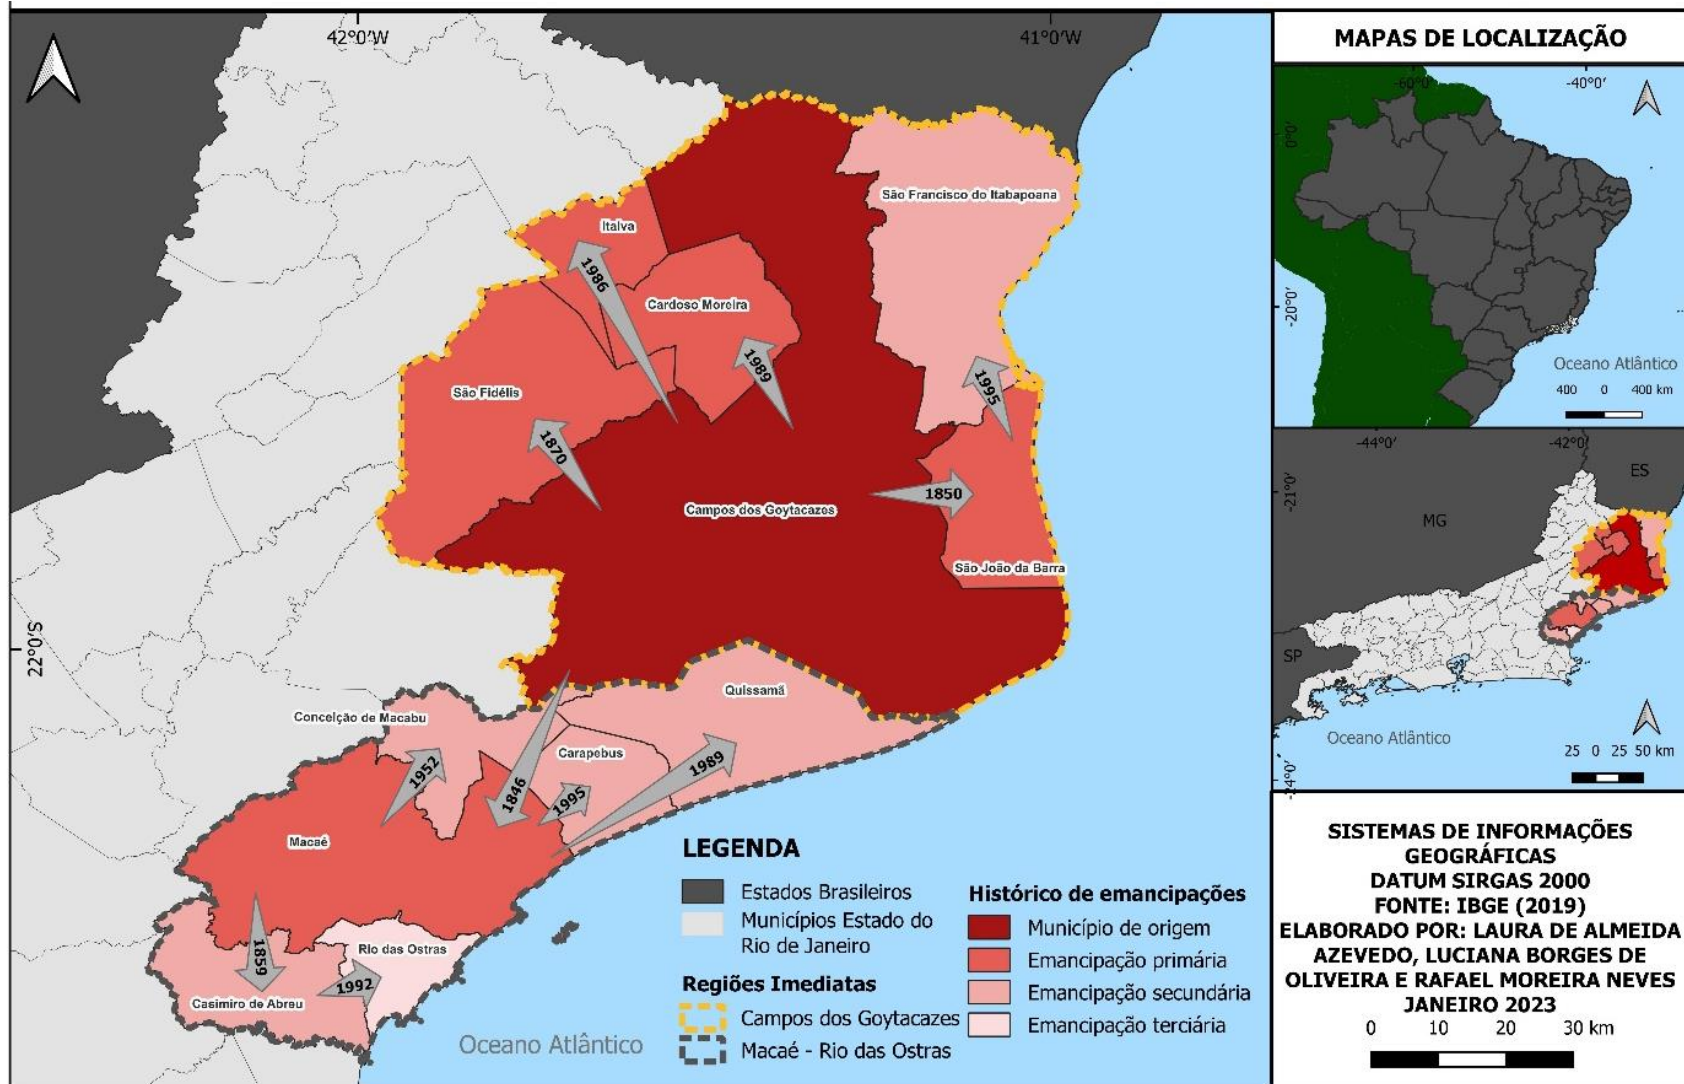 42°0'W
41°0'W
22°0'S
São Francisco do Itabapoana
Italva
1986
Cardoso Moreira
1989
São Fidélis
1995
1870
1850
Campos dos Goytacazes
São João da Barra
Quissamã
Conceição de Macabu
Carapebus
1952
1846
1995
1989
Macaé
1859
Rio das Ostras
1992
Casimiro de Abreu
Oceano Atlântico
LEGENDA
Estados Brasileiros
Municípios Estado do
Rio de Janeiro
Regiões Imediatas
Campos dos Goytacazes
Macaé - Rio das Ostras
Histórico de emancipações
Município de origem
Emancipação primária
Emancipação secundária
Emancipação terciária
MAPAS DE LOCALIZAÇÃO
-60°0'
-40°0'
0°0'
-20°0'
Oceano Atlântico
400 0 400 km
-44°0'
-42°0'
-21°0'
-24°0'
ES
MG
SP
Oceano Atlântico
25 0 25 50 km
SISTEMAS DE INFORMAÇÕES
GEOGRÁFICAS
DATUM SIRGAS 2000
FONTE: IBGE (2019)
ELABORADO POR: LAURA DE ALMEIDA
AZEVEDO, LUCIANA BORGES DE
OLIVEIRA E RAFAEL MOREIRA NEVES
JANEIRO 2023
0 10 20 30 km